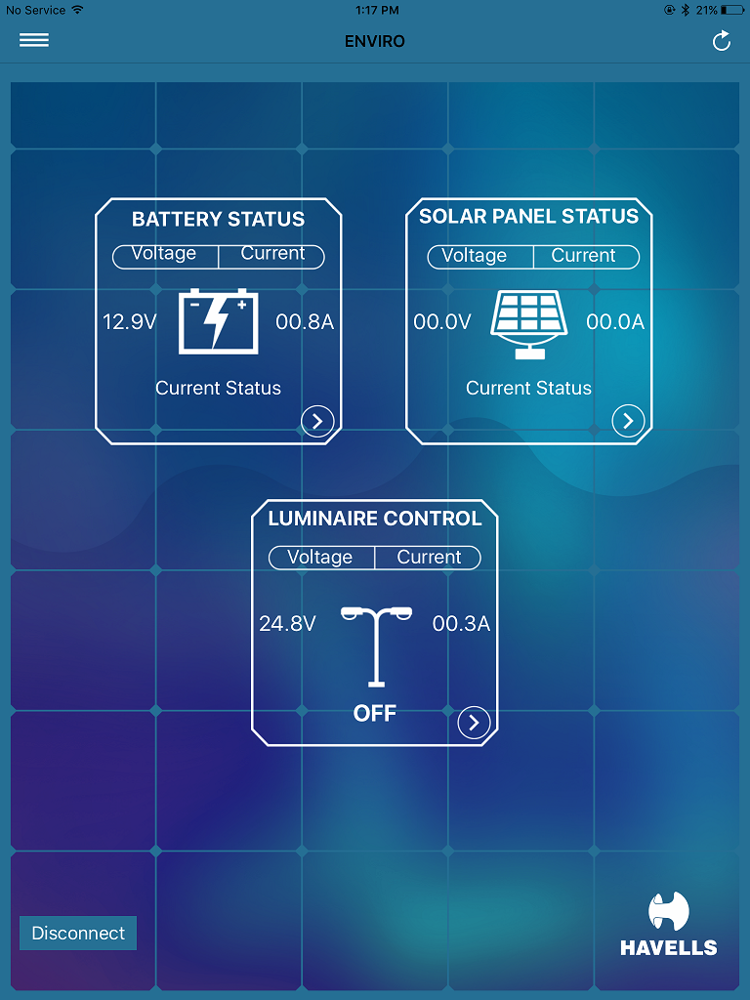 No Service 1:17 PM 21%
ENVIRO
BATTERY STATUS
Voltage Current
12.9V 00.8A
Current Status
SOLAR PANEL STATUS
Voltage Current
00.0V 00.0A
Current Status
LUMINAIRE CONTROL
Voltage Current
24.8V 00.3A
OFF
Disconnect
HAVELLS